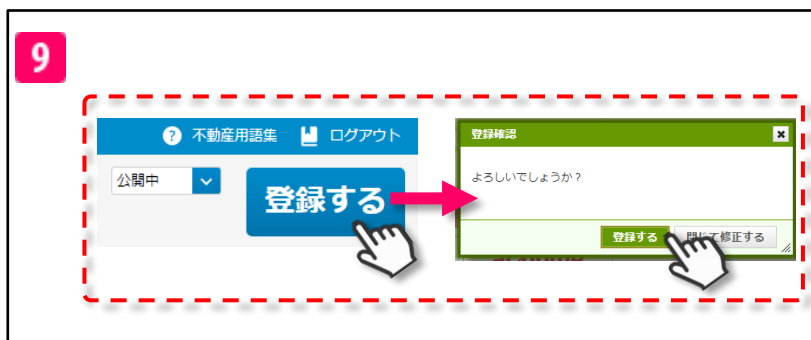 9
不動産用語集 ログアウト
公開中
登録する
登録確認
よろしいでしょうか？
登録する
閉じて修正する